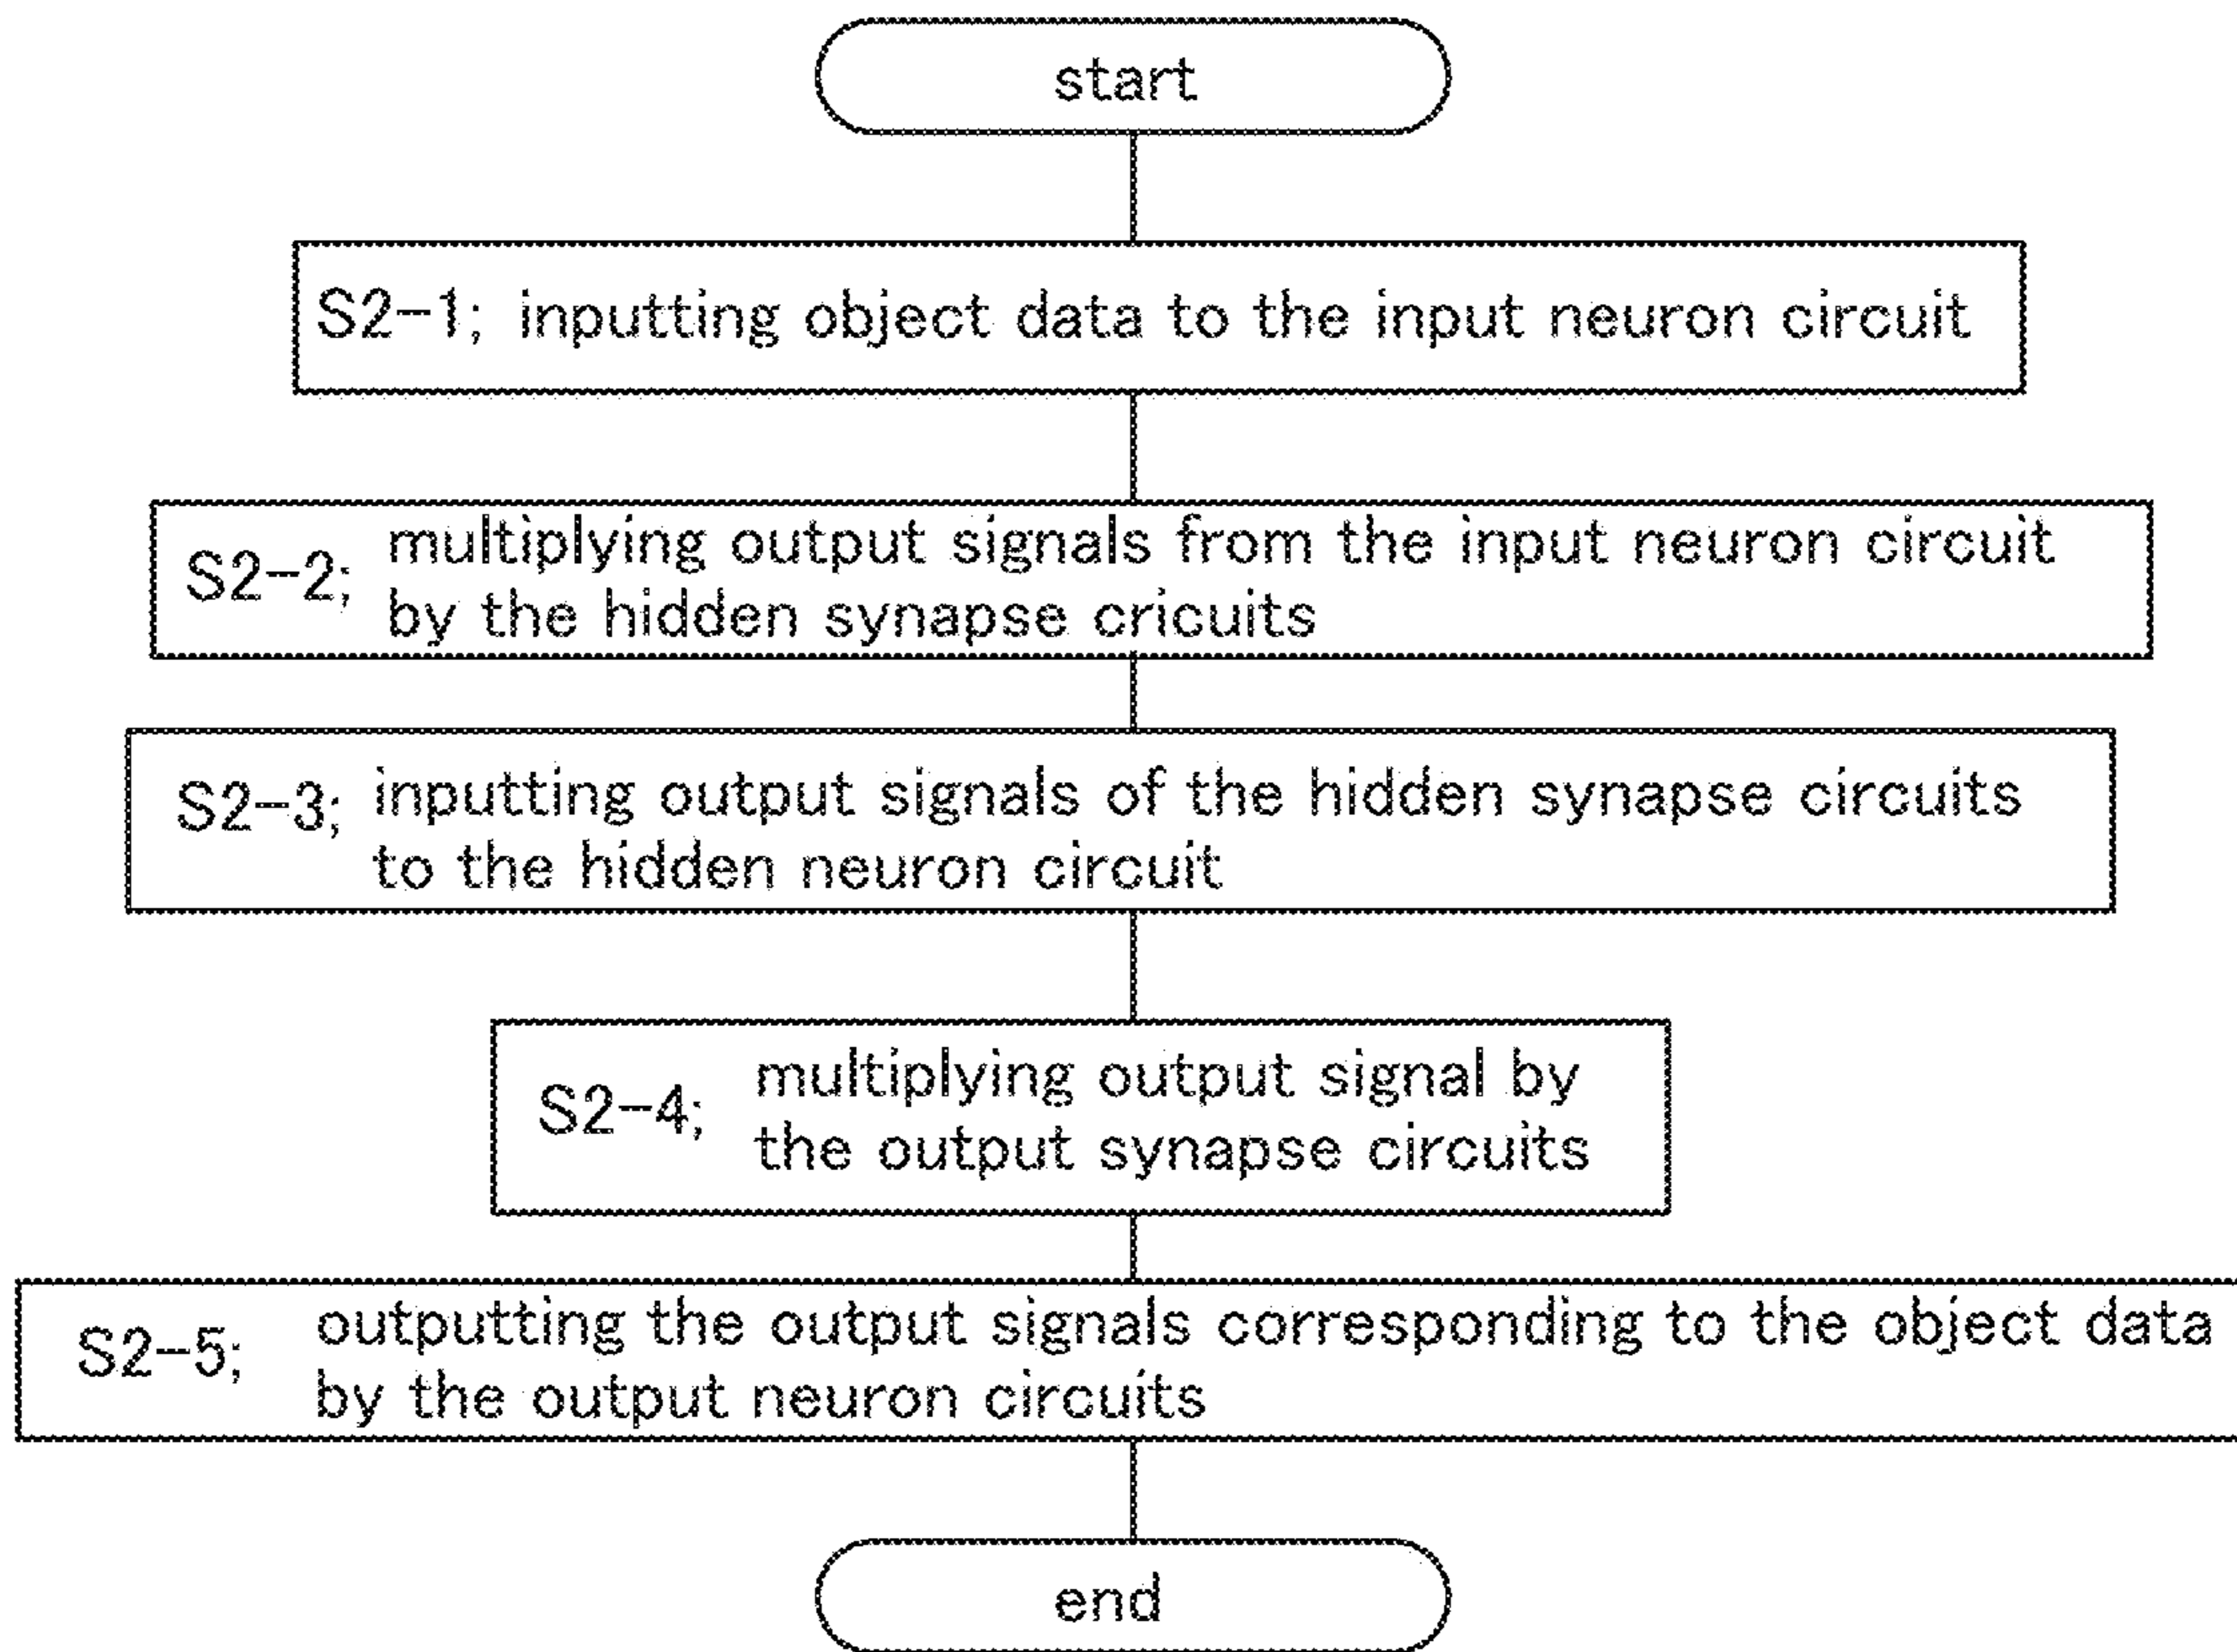 start
S2-1; inputting object data to the input neuron circuit
S2-2; multiplying output signals from the input neuron circuit
by the hidden synapse cricuits
S2-3; inputting output signals of the hidden synapse circuits
to the hidden neuron circuit
S2-4; multiplying output signal by
the output synapse circuits
S2-5; outputting the output signals corresponding to the object data
by the output neuron circuits
end